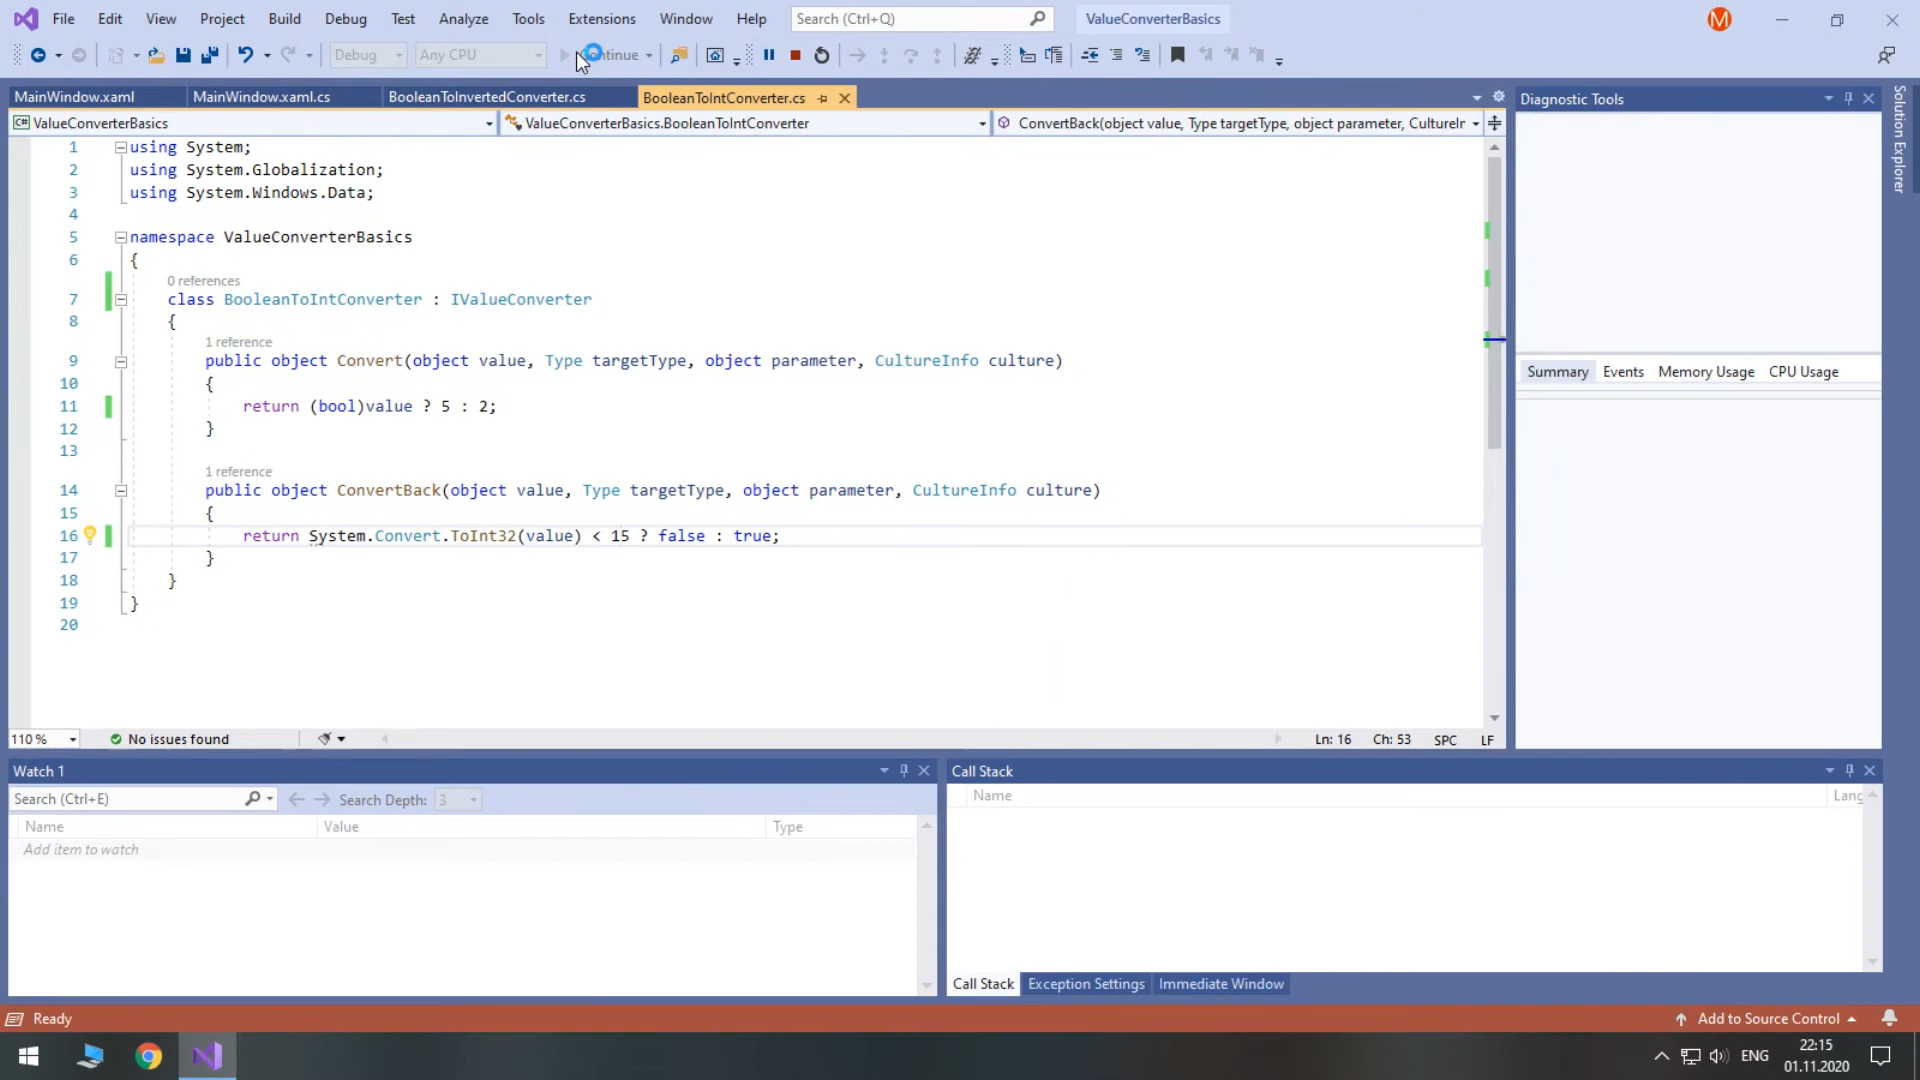 File Edit View Project Build Debug Test Analyze Tools Extensions Window Help Search (Ctrl+Q) ValueConverterBasics M
Debug Any CPU Continue
MainWindow.xaml MainWindow.xaml.cs BooleanToInvertedConverter.cs BooleanToIntConverter.cs
C# ValueConverterBasics ValueConverterBasics.BooleanToIntConverter ConvertBack(object value, Type targetType, object parameter, CultureIn
1 using System;
2 using System.Globalization;
3 using System.Windows.Data;
4
5 namespace ValueConverterBasics
6 {
0 references
7 class BooleanToIntConverter : IValueConverter
8 {
1 reference
9 public object Convert(object value, Type targetType, object parameter, CultureInfo culture)
10 {
11 return (bool)value ? 5 : 2;
12 }
13
1 reference
14 public object ConvertBack(object value, Type targetType, object parameter, CultureInfo culture)
15 {
16 return System.Convert.ToInt32(value) < 15 ? false : true;
17 }
18 }
19 }
20
110 % No issues found Ln: 16 Ch: 53 SPC LF
Diagnostic Tools
Summary Events Memory Usage CPU Usage
Solution Explorer
Watch 1
Search (Ctrl+E) Search Depth: 3
Name Value Type
Add item to watch
Call Stack
Name Lang
Call Stack Exception Settings Immediate Window
Ready Add to Source Control
ENG 22:15
01.11.2020